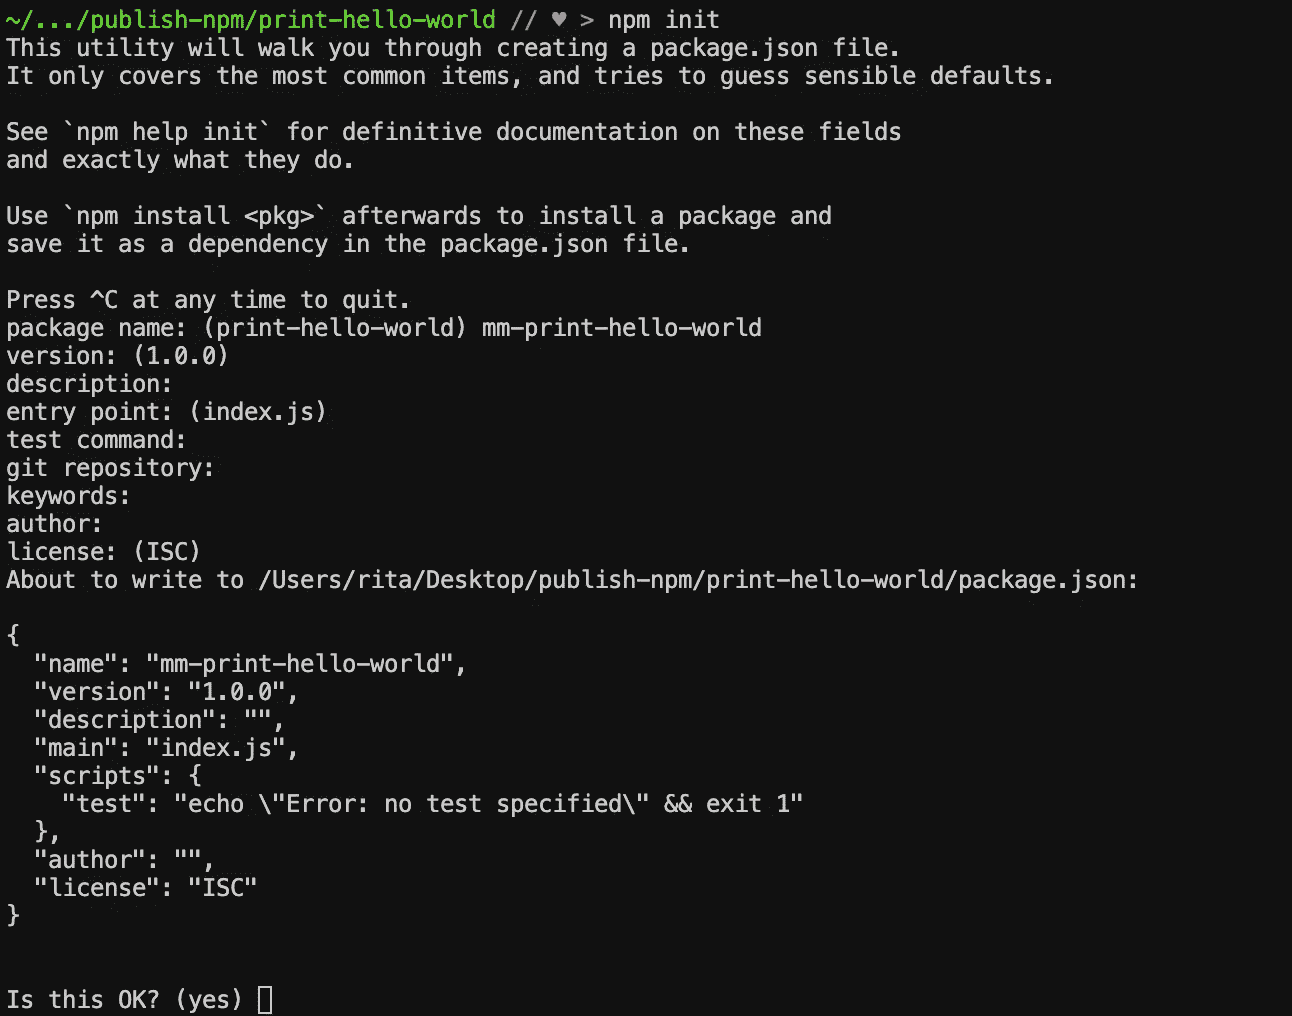 ~/.../publish-npm/print-hello-world // ♥ > npm init
This utility will walk you through creating a package.json file.
It only covers the most common items, and tries to guess sensible defaults.

See `npm help init` for definitive documentation on these fields
and exactly what they do.

Use `npm install <pkg>` afterwards to install a package and
save it as a dependency in the package.json file.

Press ^C at any time to quit.
package name: (print-hello-world) mm-print-hello-world
version: (1.0.0)
description:
entry point: (index.js)
test command:
git repository:
keywords:
author:
license: (ISC)
About to write to /Users/rita/Desktop/publish-npm/print-hello-world/package.json:

{
  "name": "mm-print-hello-world",
  "version": "1.0.0",
  "description": "",
  "main": "index.js",
  "scripts": {
    "test": "echo \"Error: no test specified\" && exit 1"
  },
  "author": "",
  "license": "ISC"
}

Is this OK? (yes)